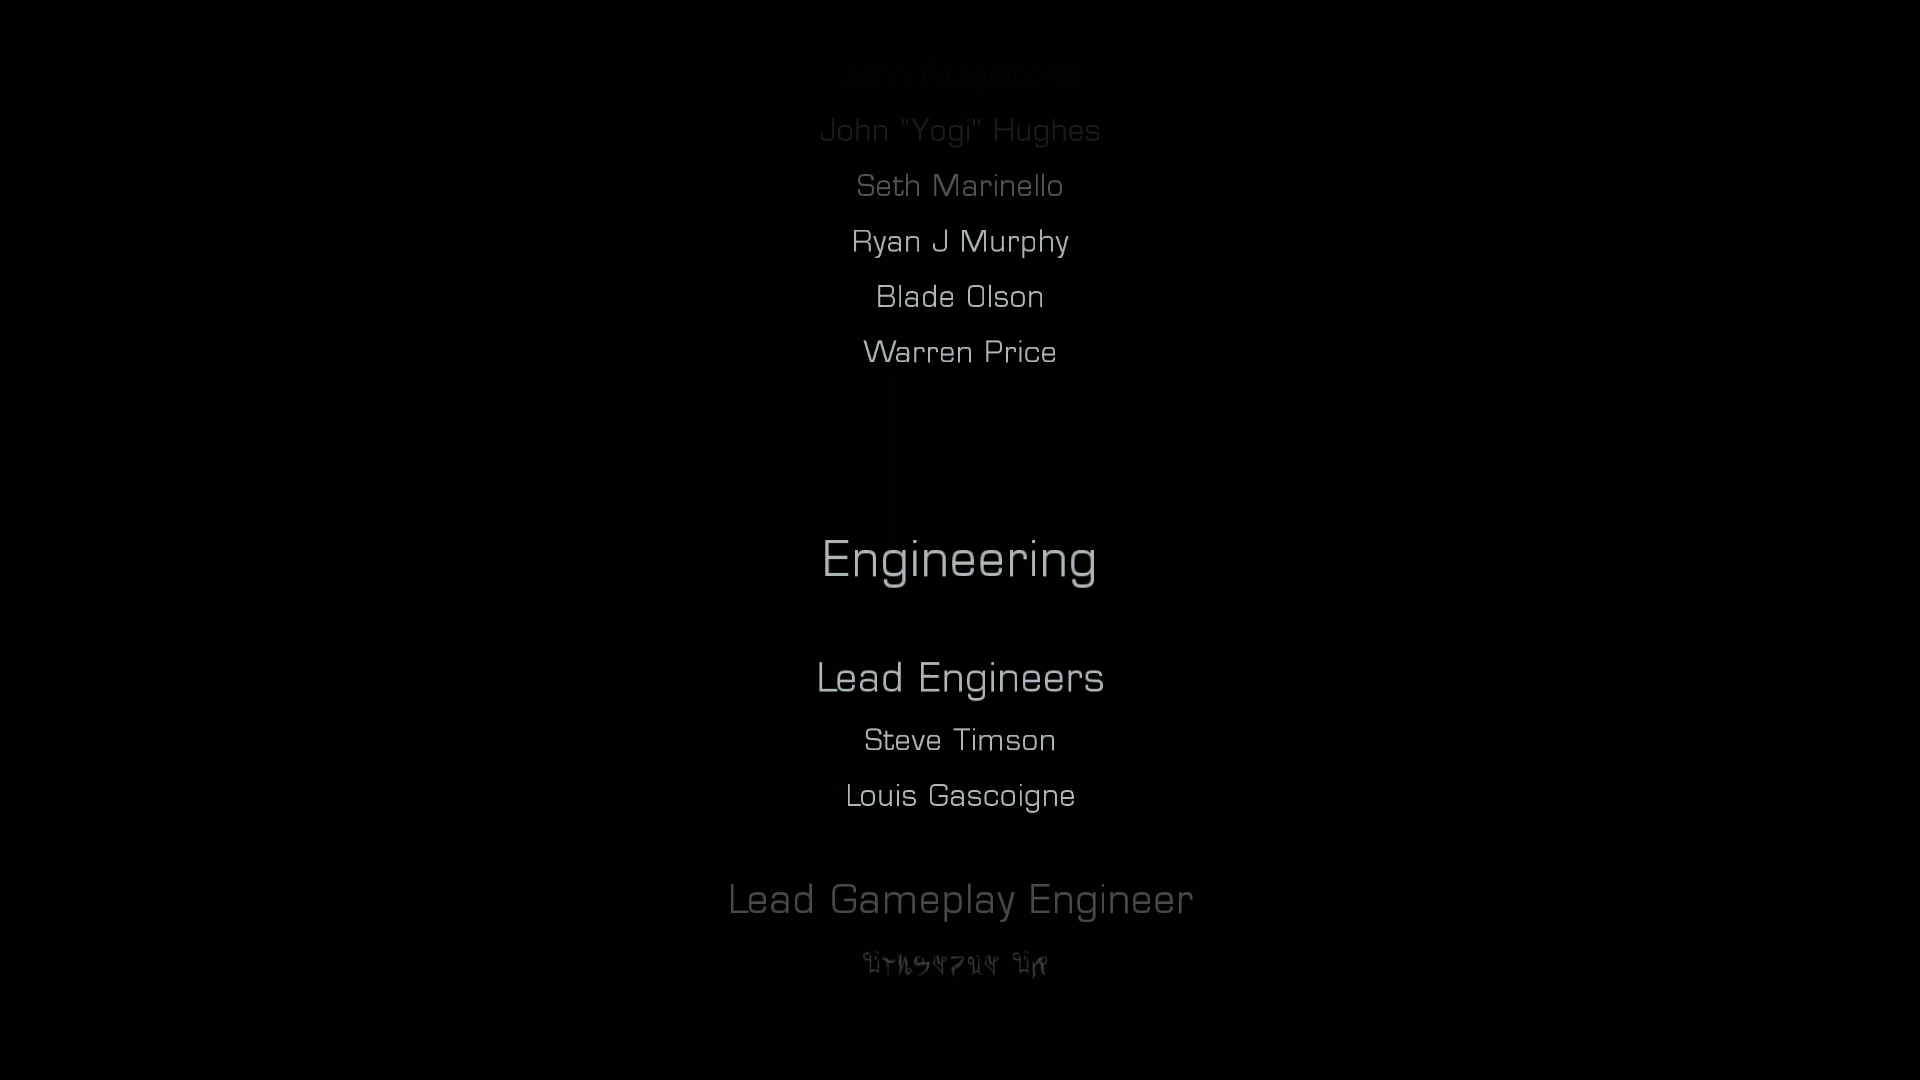 John "Yogi" Hughes
Seth Marinello
Ryan J Murphy
Blade Olson
Warren Price
Engineering
Lead Engineers
Steve Timson
Louis Gascoigne
Lead Gameplay Engineer